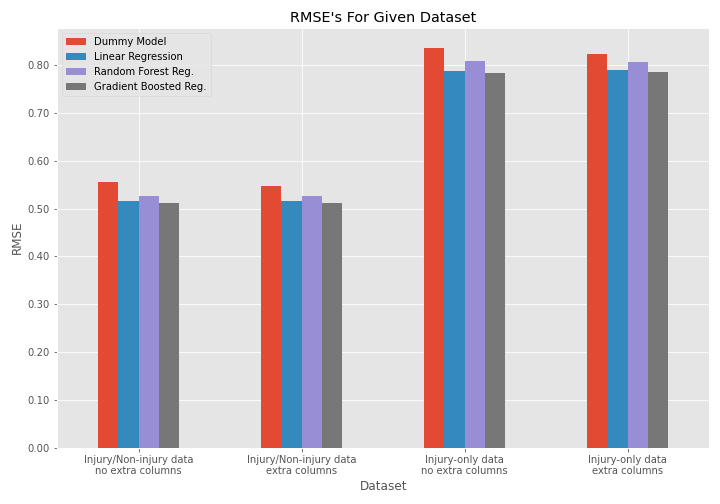 RMSE's For Given Dataset
Dummy Model
Linear Regression
Random Forest Reg.
Gradient Boosted Reg.
0.80
0.70
0.60
0.50
0.40
0.30
0.20
0.10
0.00
RMSE
Injury/Non-injury data
no extra columns
Injury/Non-injury data
extra columns
Injury-only data
no extra columns
Injury-only data
extra columns
Dataset